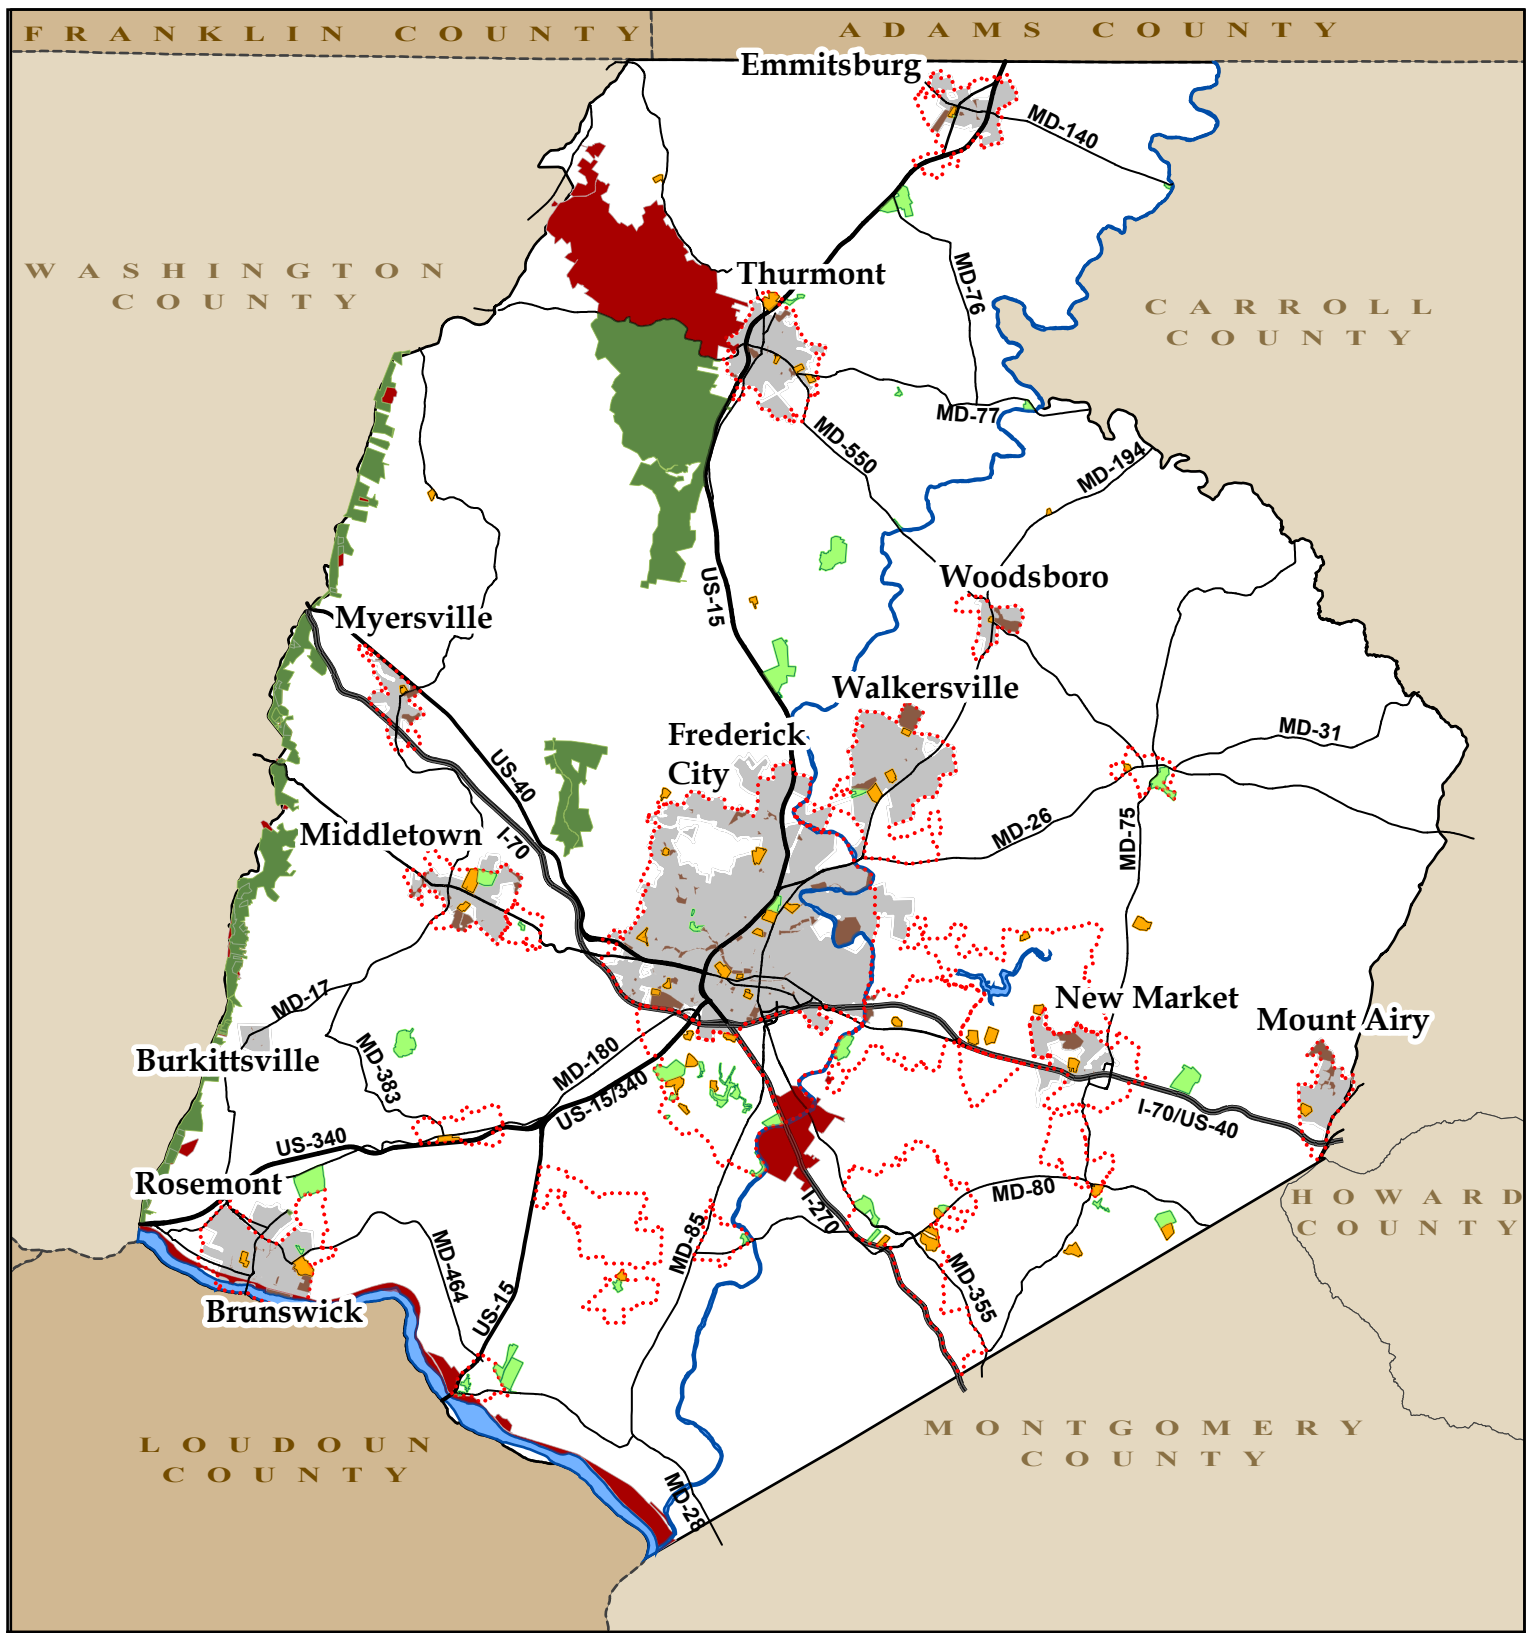 FRANKLIN COUNTY
ADAMS COUNTY
Emmitsburg
MD-140
WASHINGTON
COUNTY
Thurmont
MD-76
CARROLL
COUNTY
MD-77
MD-550
MD-194
US-15
Woodsboro
Myersville
Walkersville
Frederick
City
MD-31
US-40
I-70
Middletown
MD-26
MD-75
MD-17
New Market
Mount Airy
Burkittsville
MD-383
MD-180
US-15/340
I-70/US-40
US-340
Rosemont
MD-80
HOWARD
COUNTY
I-270
MD-85
MD-464
MD-355
US-15
Brunswick
LOUDOUN
COUNTY
MONTGOMERY
COUNTY
MD-28